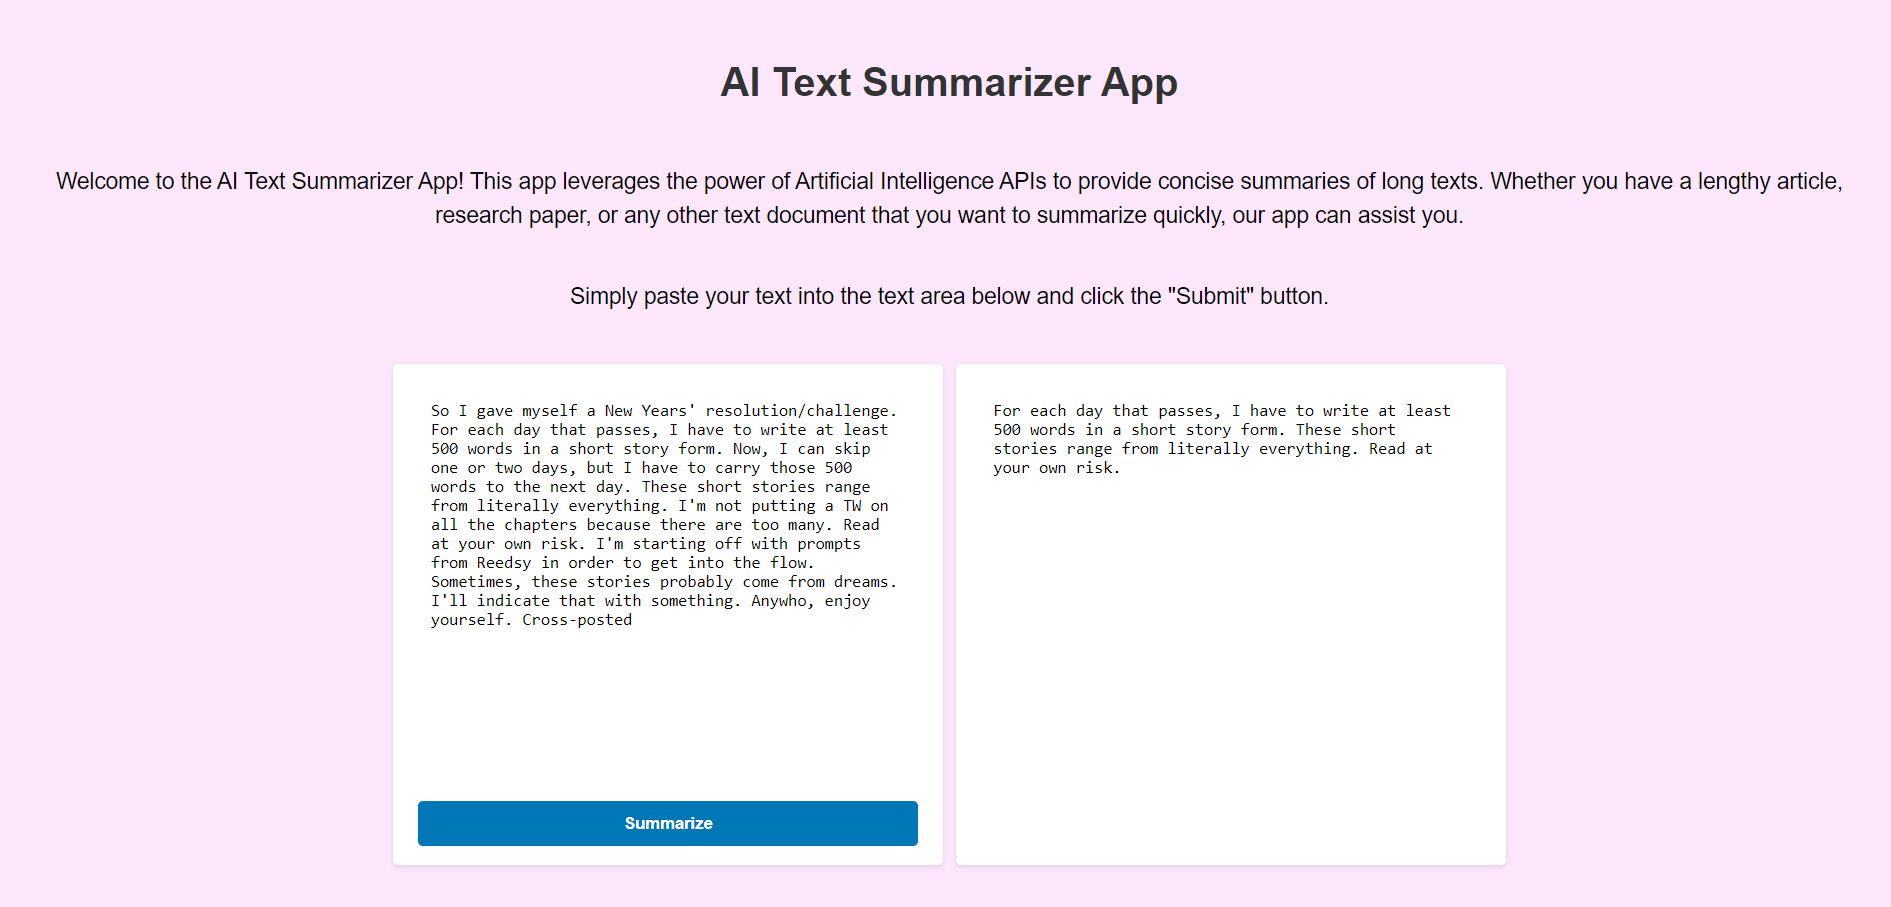 AI Text Summarizer App
Welcome to the AI Text Summarizer App! This app leverages the power of Artificial Intelligence APIs to provide concise summaries of long texts. Whether you have a lengthy article,
research paper, or any other text document that you want to summarize quickly, our app can assist you.
Simply paste your text into the text area below and click the "Submit" button.
So I gave myself a New Years' resolution/challenge.
For each day that passes, I have to write at least
500 words in a short story form. Now, I can skip
one or two days, but I have to carry those 500
words to the next day. These short stories range
from literally everything. I'm not putting a TW on
all the chapters because there are too many. Read
at your own risk. I'm starting off with prompts
from Reedsy in order to get into the flow.
Sometimes, these stories probably come from dreams.
I'll indicate that with something. Anywho, enjoy
yourself. Cross-posted
Summarize
For each day that passes, I have to write at least
500 words in a short story form. These short
stories range from literally everything. Read at
your own risk.